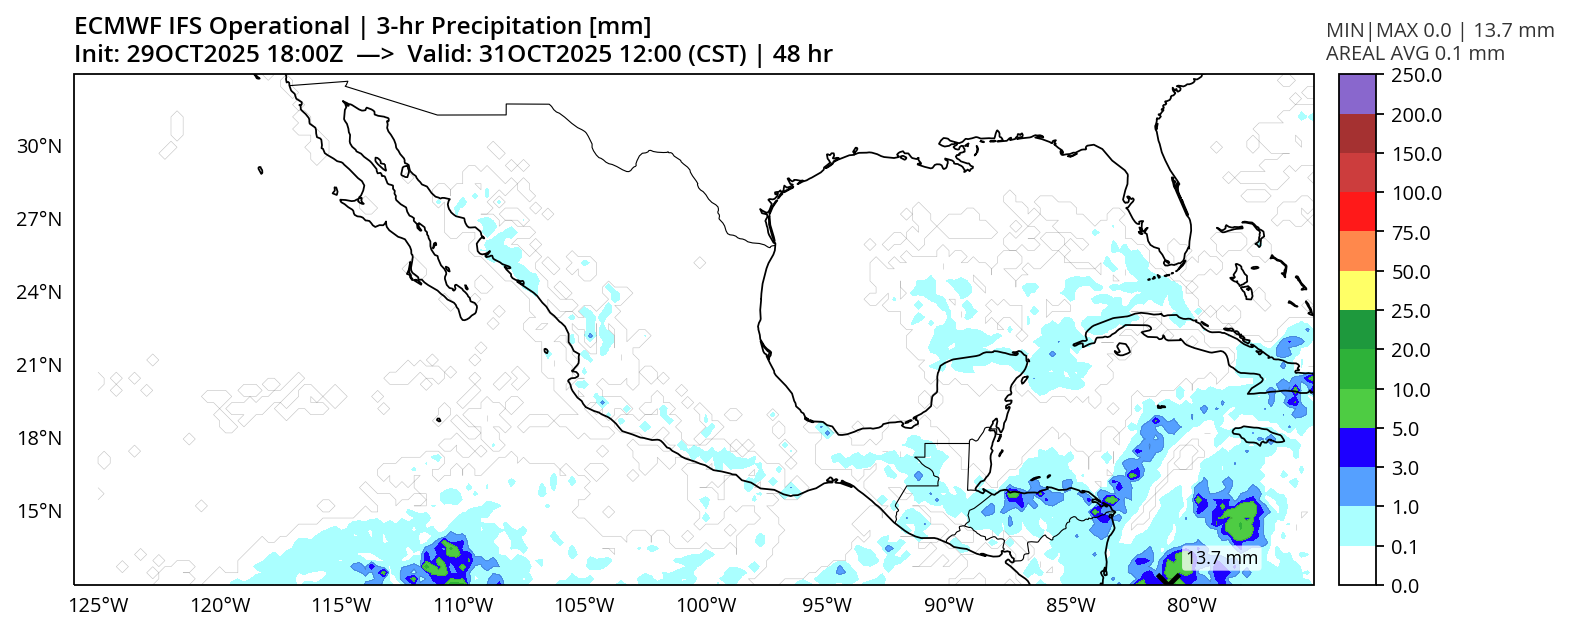 ECMWF IFS Operational | 3-hr Precipitation [mm]
Init: 29OCT2025 18:00Z —> Valid: 31OCT2025 12:00 (CST) | 48 hr
MIN|MAX 0.0 | 13.7 mm
AREAL AVG 0.1 mm
250.0
200.0
150.0
100.0
75.0
50.0
25.0
20.0
10.0
5.0
3.0
1.0
0.1
0.0
30°N
27°N
24°N
21°N
18°N
15°N
13.7 mm
125°W 120°W 115°W 110°W 105°W 100°W 95°W 90°W 85°W 80°W